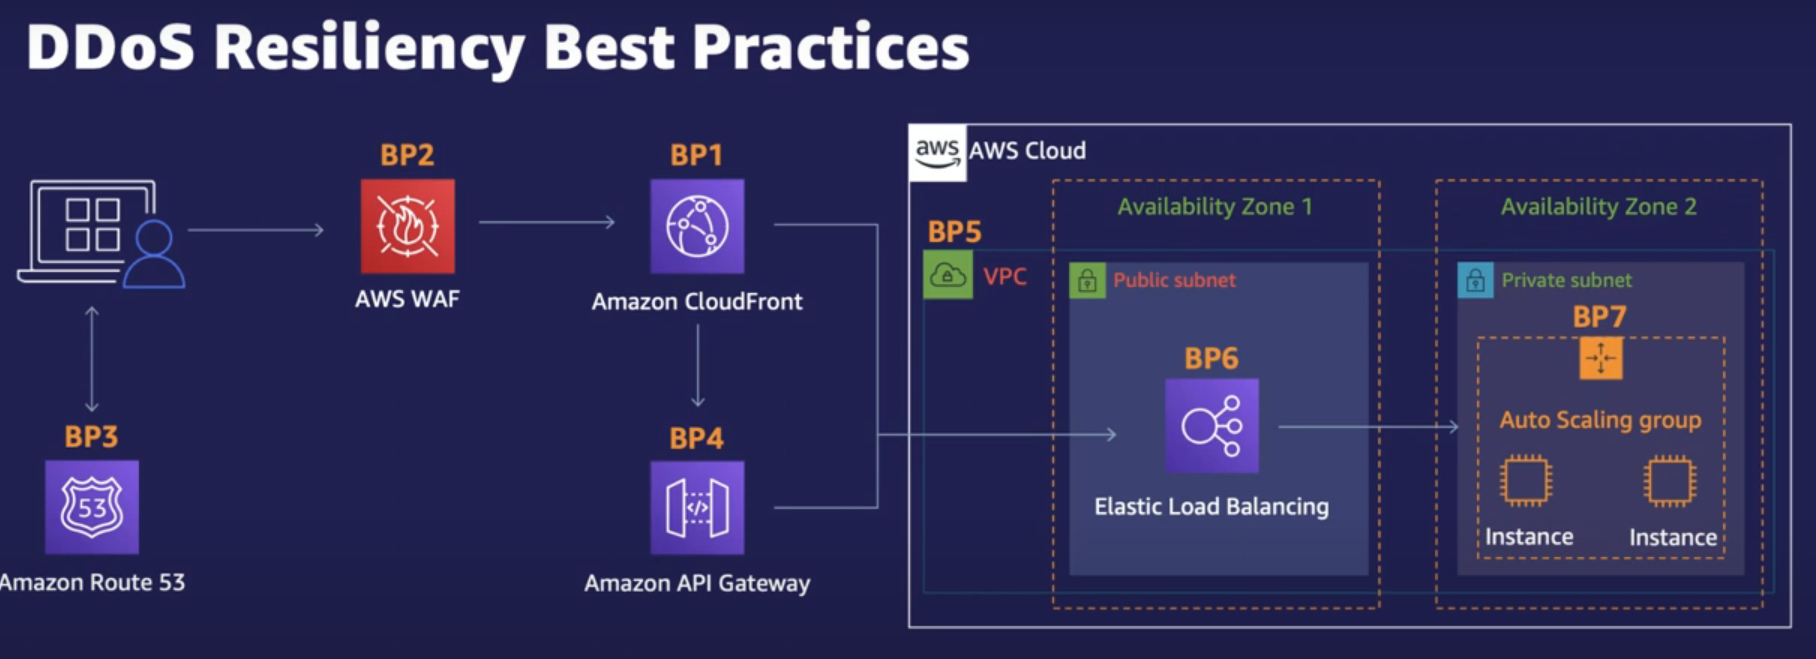 DDoS Resiliency Best Practices
BP2
AWS WAF
BP1
Amazon CloudFront
BP3
53
Amazon Route 53
BP4
</>
Amazon API Gateway
aws
AWS Cloud
BP5
VPC
Availability Zone 1
Public subnet
BP6
Elastic Load Balancing
Availability Zone 2
Private subnet
BP7
Auto Scaling group
Instance
Instance